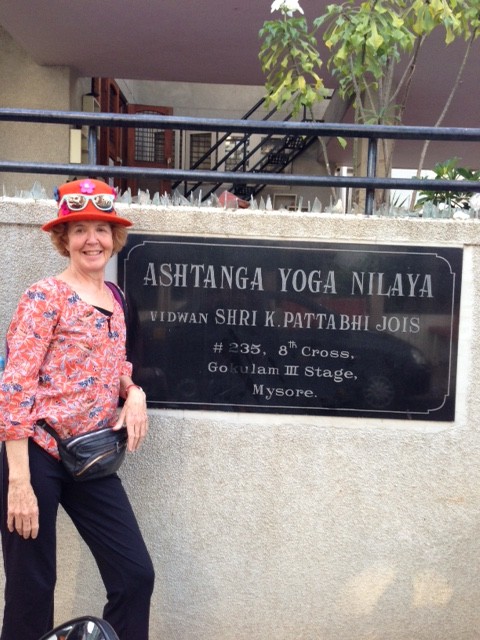 ASHTANGA YOGA NILAYA
VIDWAN SHRI K. PATTABHI JOIS
# 235, 8th Cross,
Gokulam III Stage,
Mysore.